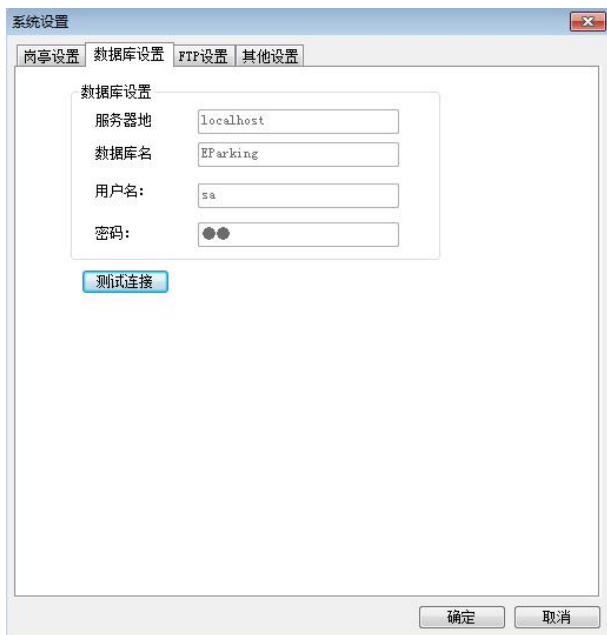 系统设置
岗亭设置 数据库设置 FTP设置 其他设置
数据库设置
服务器地 localhost
数据库名 EParking
用户名: sa
密码: ●●
测试连接
确定 取消